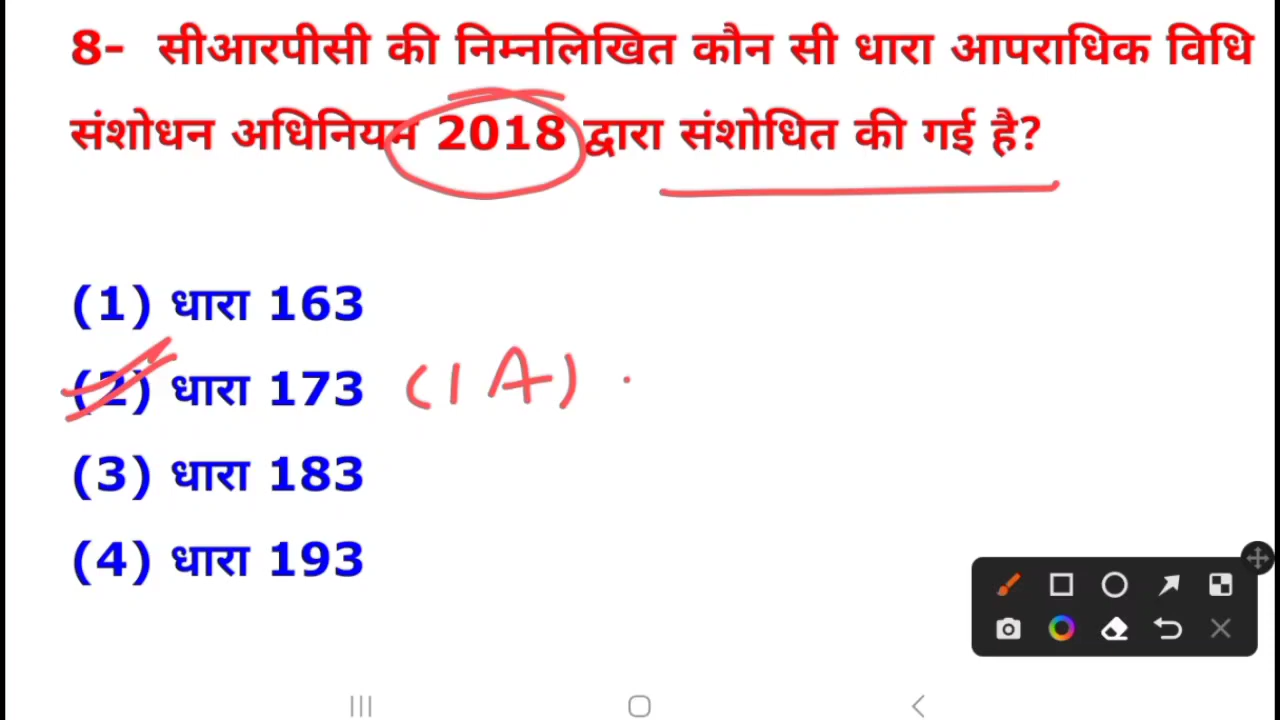 8- सीआरपीसी की निम्नलिखित कौन सी धारा आपराधिक विधि
संशोधन अधिनियम 2018 द्वारा संशोधित की गई है?
(1) धारा 163
(2) धारा 173 (1A)
(3) धारा 183
(4) धारा 193